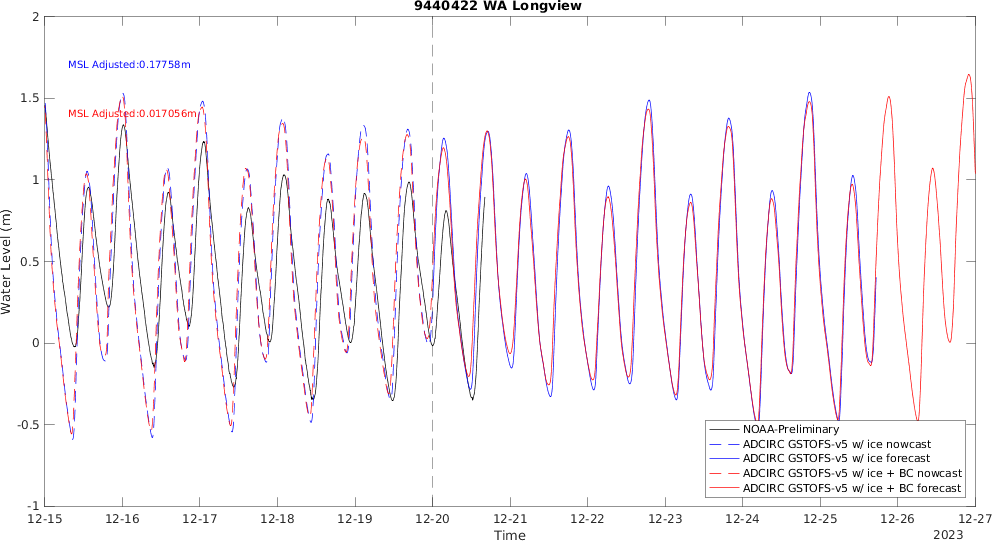 9440422 WA Longview
Water Level (m)
2
1.5
1
0.5
0
-0.5
-1
MSL Adjusted:0.17758m
MSL Adjusted:0.017056m
NOAA-Preliminary
ADCIRC GSTOFS-v5 w/ ice nowcast
ADCIRC GSTOFS-v5 w/ ice forecast
ADCIRC GSTOFS-v5 w/ ice + BC nowcast
ADCIRC GSTOFS-v5 w/ ice + BC forecast
12-15 12-16 12-17 12-18 12-19 12-20 12-21 12-22 12-23 12-24 12-25 12-26 12-27
Time
2023